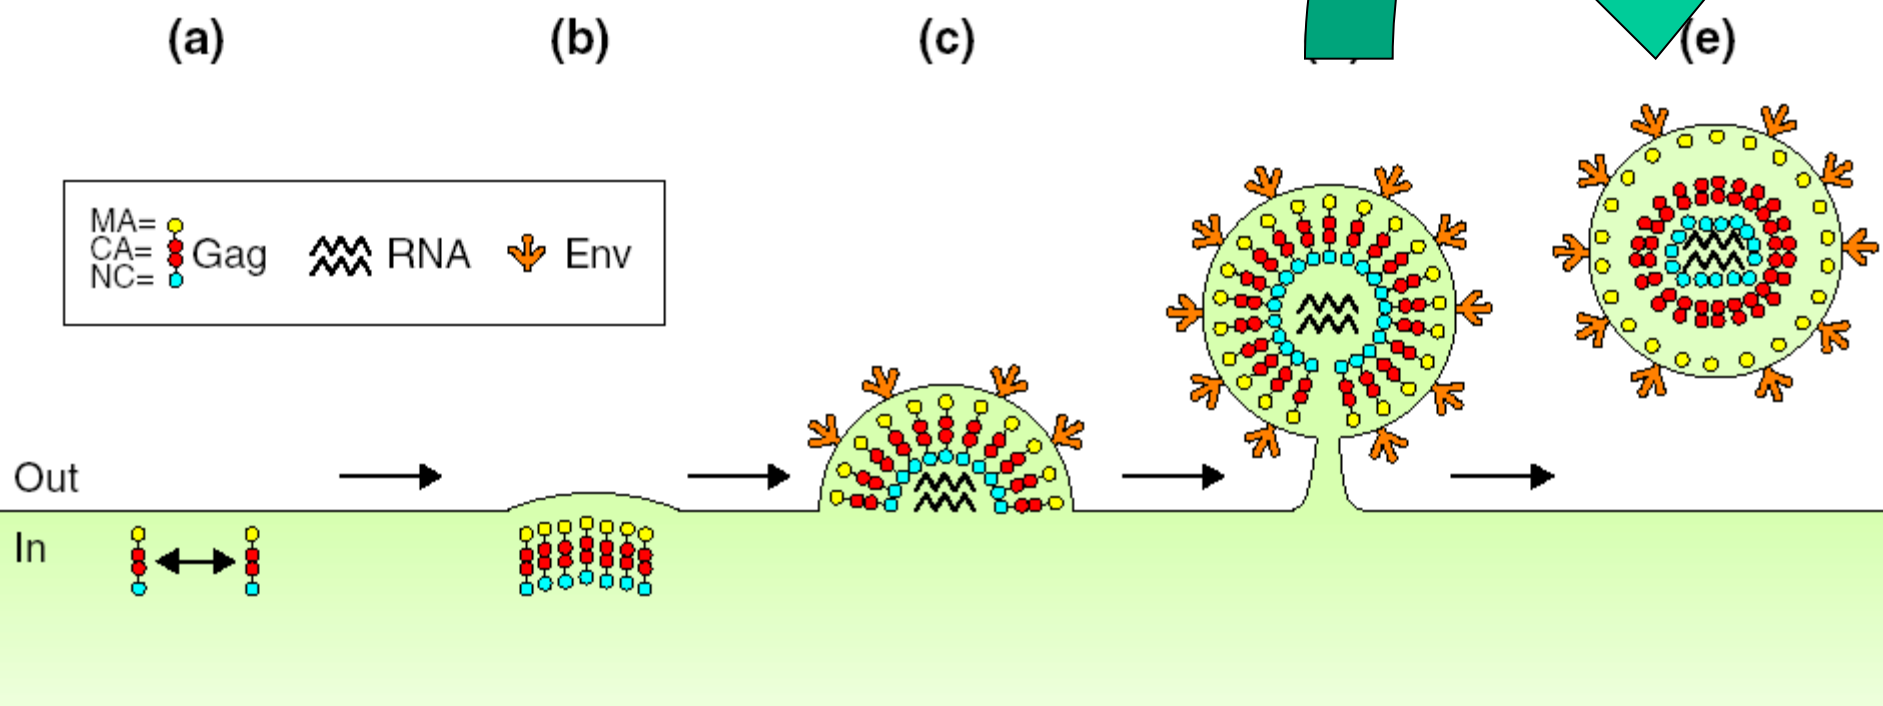 (a) (b) (c) (e)
MA=
CA= Gag RNA Env
NC=
Out
In